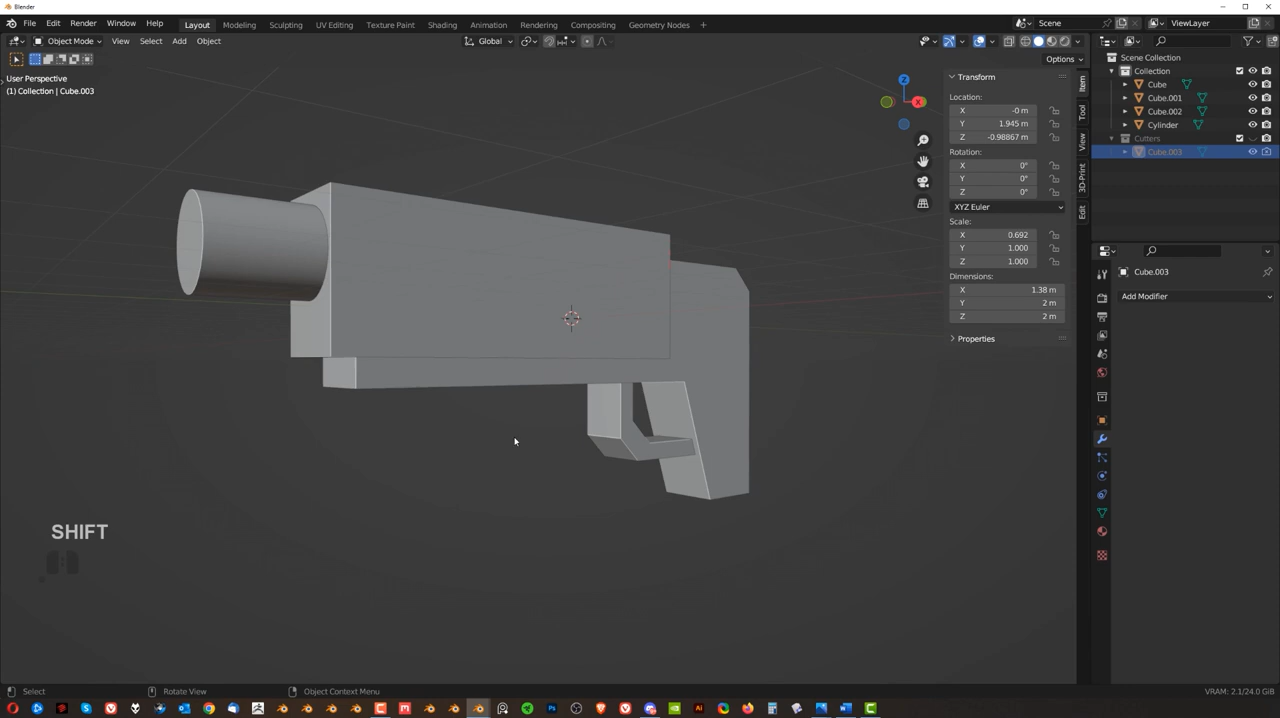 Blender
File Edit Render Window Help Layout Modeling Sculpting UV Editing Texture Paint Shading Animation Rendering Compositing Geometry Nodes + Scene ViewLayer
Object Mode View Select Add Object Global
Options
User Perspective
(1) Collection | Cube.003
Z
X
Transform
Location:
X -0 m
Y 1.945 m
Z -0.98867 m
Rotation:
X 0°
Y 0°
Z 0°
XYZ Euler
Scale:
X 0.692
Y 1.000
Z 1.000
Dimensions:
X 1.38 m
Y 2 m
Z 2 m
Properties
Item
Tool
View
3D-Print
Edit
Scene Collection
Collection
Cube
Cube.001
Cube.002
Cylinder
Cutters
Cube.003
Cube.003
Add Modifier
SHIFT
Select Rotate View Object Context Menu VRAM: 2.1/24.0 GiB